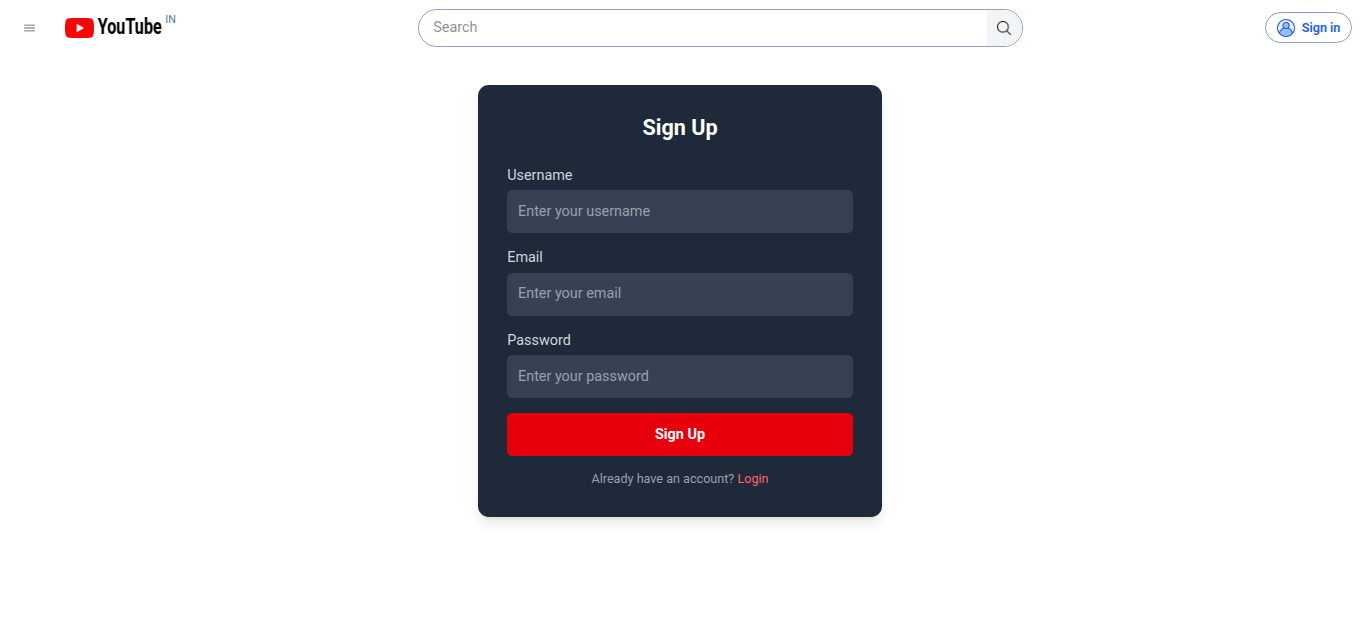 YouTube IN
Search
Sign in
Sign Up
Username
Enter your username
Email
Enter your email
Password
Enter your password
Sign Up
Already have an account? Login